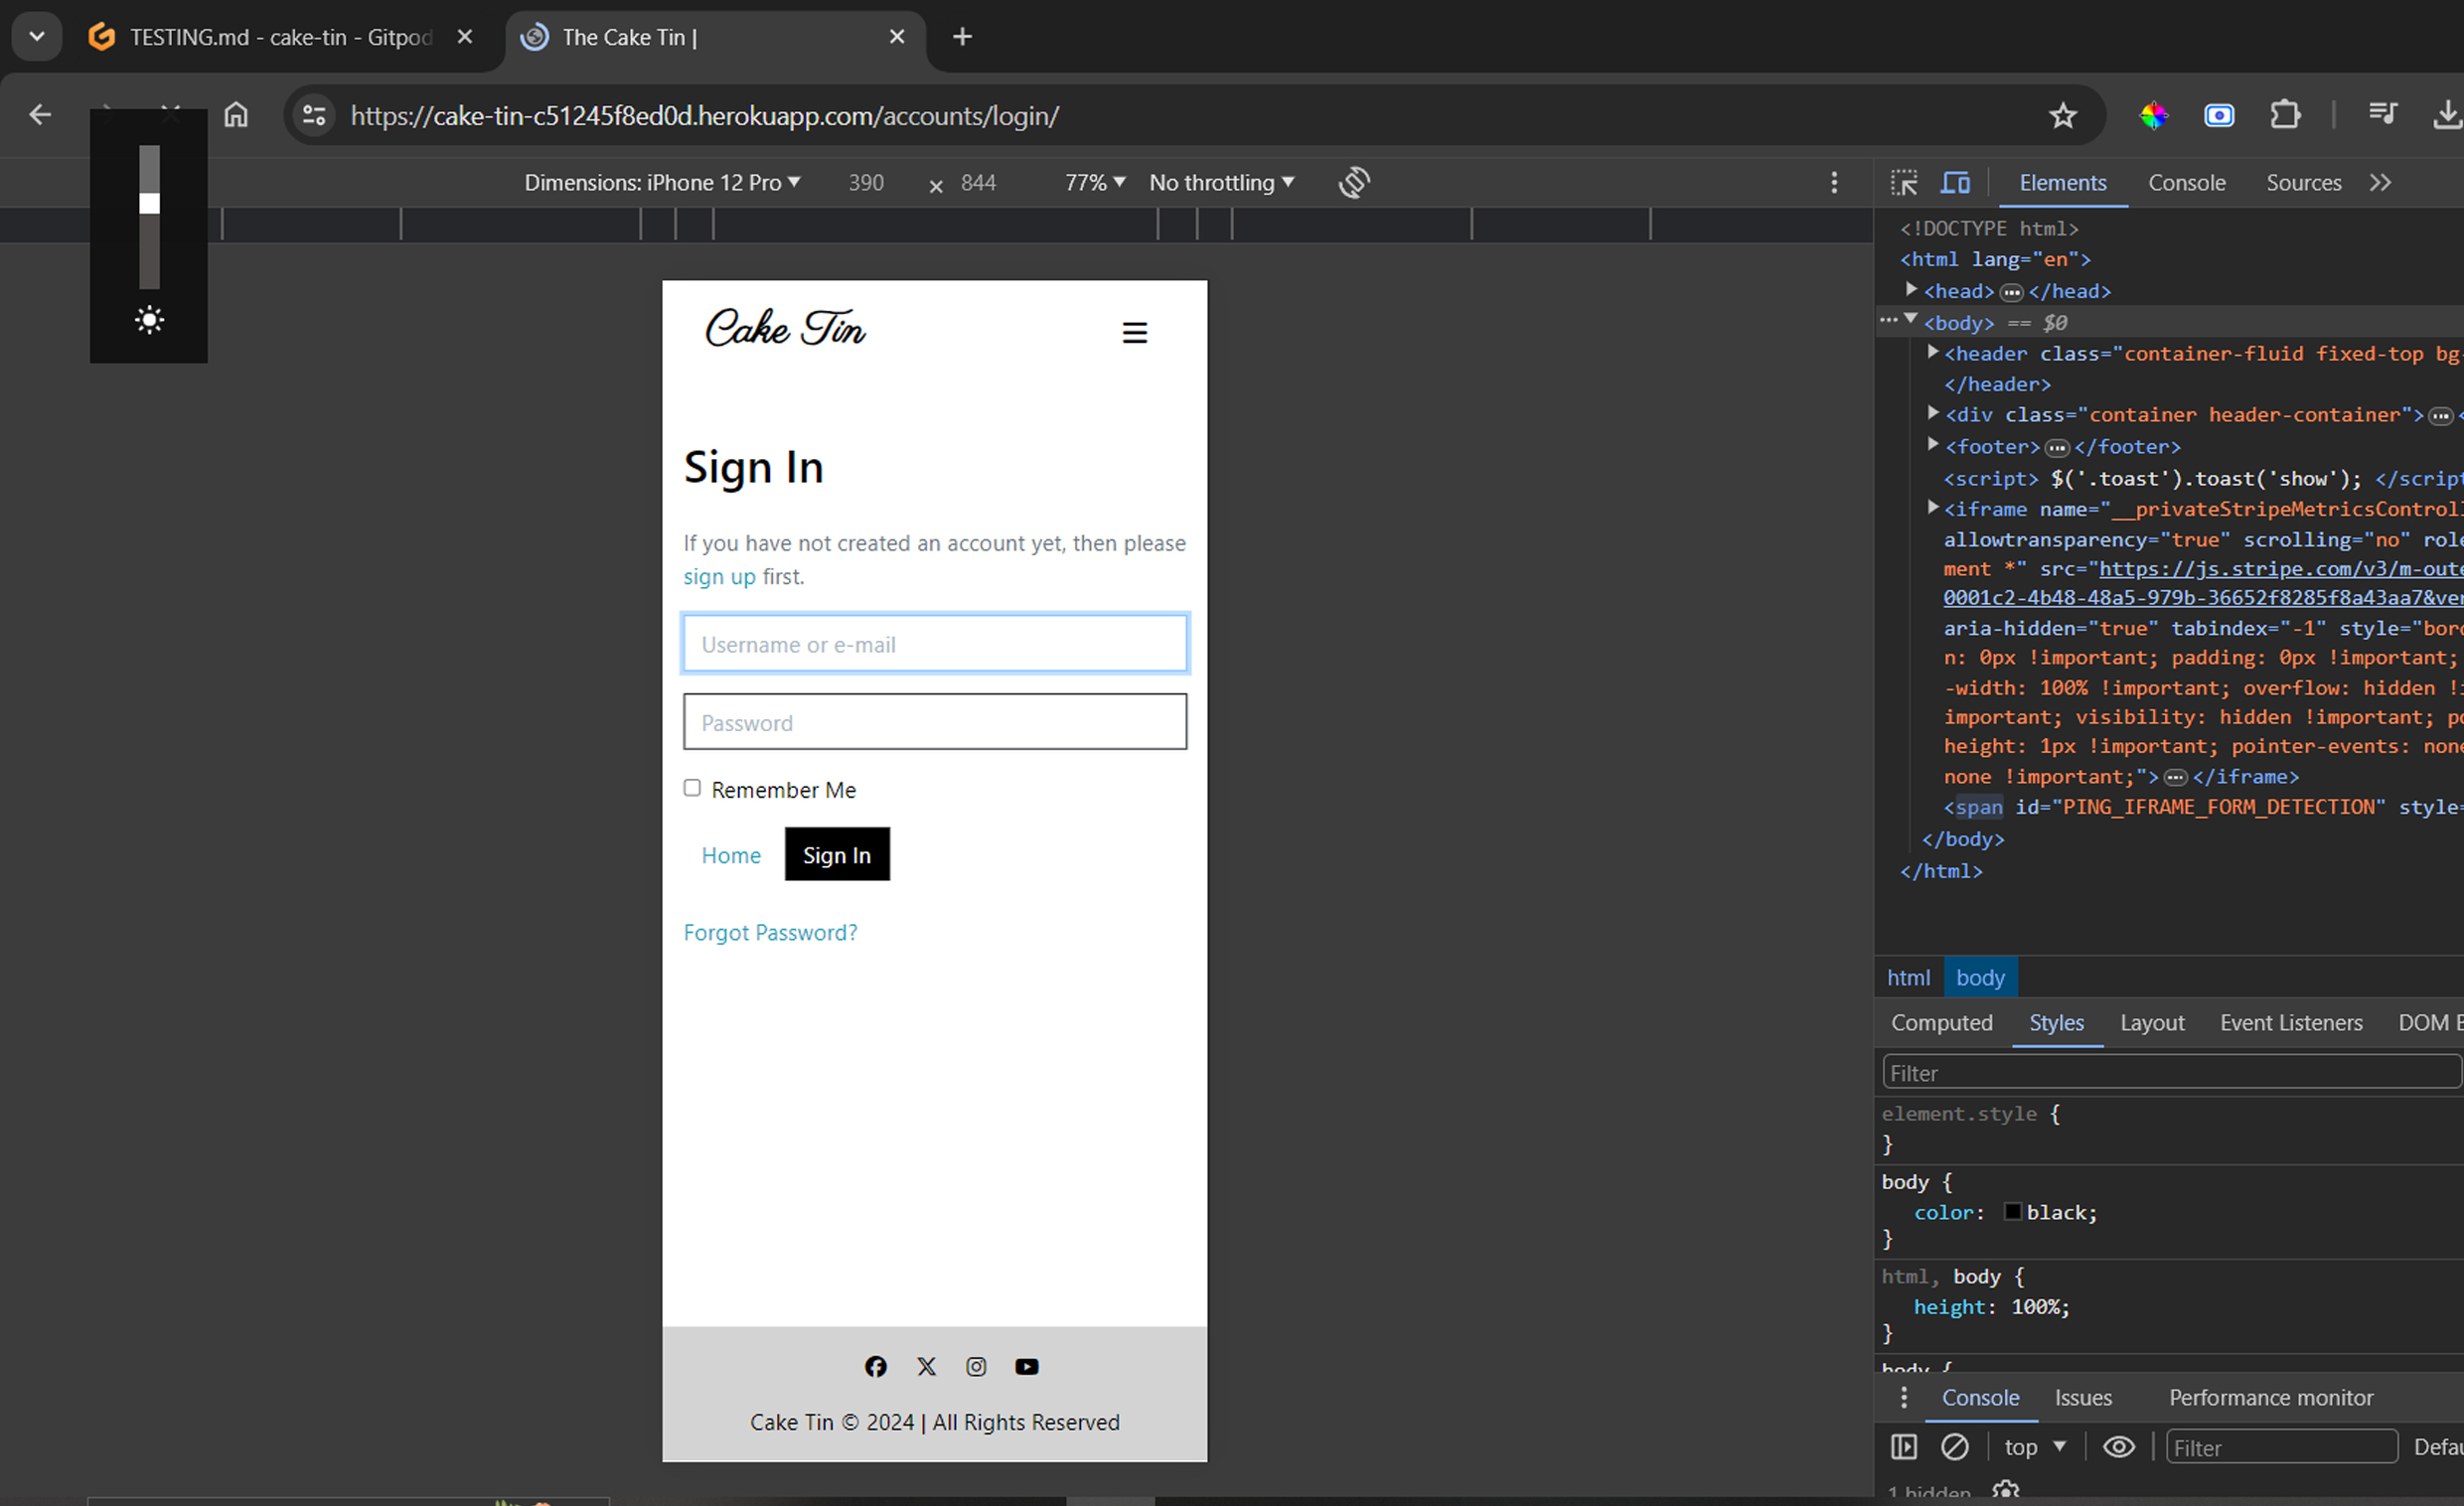 TESTING.md - cake-tin - Gitpod
The Cake Tin |
https://cake-tin-c51245f8ed0d.herokuapp.com/accounts/login/
Dimensions: iPhone 12 Pro 390 × 844 77% No throttling
Elements Console Sources
Cake Tin
Sign In
If you have not created an account yet, then please
sign up first.
Username or e-mail
Password
Remember Me
Home Sign In
Forgot Password?
Cake Tin © 2024 | All Rights Reserved
<!DOCTYPE html>
<html lang="en">
<head> ... </head>
... <body> == $0
<header class="container-fluid fixed-top bg-
</header>
<div class="container header-container"> ... <
<footer> ... </footer>
<script> $('.toast').toast('show'); </script
<iframe name="__privateStripeMetricsControll
allowtransparency="true" scrolling="no" role
ment *" src="https://js.stripe.com/v3/m-oute
0001c2-4b48-48a5-979b-36652f8285f8a43aa7&ver
aria-hidden="true" tabindex="-1" style="bord
n: 0px !important; padding: 0px !important;
-width: 100% !important; overflow: hidden !i
important; visibility: hidden !important; po
height: 1px !important; pointer-events: none
none !important;"> ... </iframe>
<span id="PING_IFRAME_FORM_DETECTION" style=
</body>
</html>
html body
Computed Styles Layout Event Listeners DOM
Filter
element.style {
}
body {
color: black;
}
html, body {
height: 100%;
}
body {
Console Issues Performance monitor
top Filter Defau
1 hidden